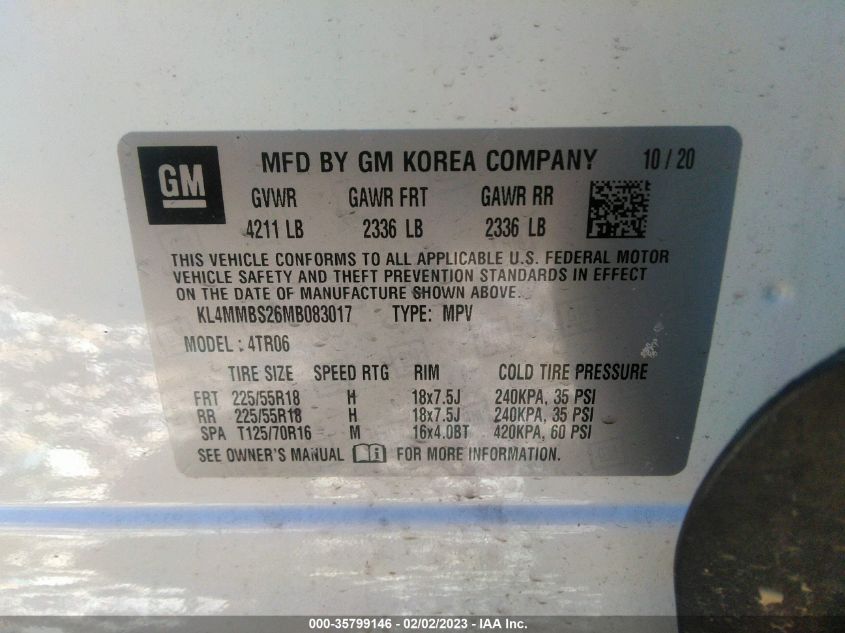 GM MFD BY GM KOREA COMPANY 10 / 20
GVWR GAWR FRT GAWR RR
4211 LB 2336 LB 2336 LB
THIS VEHICLE CONFORMS TO ALL APPLICABLE U.S. FEDERAL MOTOR
VEHICLE SAFETY AND THEFT PREVENTION STANDARDS IN EFFECT
ON THE DATE OF MANUFACTURE SHOWN ABOVE.
KL4MMBS26MB083017 TYPE: MPV
MODEL : 4TR06
TIRE SIZE SPEED RTG RIM COLD TIRE PRESSURE
FRT 225/55R18 H 18x7.5J 240KPA, 35 PSI
RR 225/55R18 H 18x7.5J 240KPA, 35 PSI
SPA T125/70R16 M 16x4.0BT 420KPA, 60 PSI
SEE OWNER'S MANUAL FOR MORE INFORMATION.
000-35799146 - 02/02/2023 - IAA Inc.